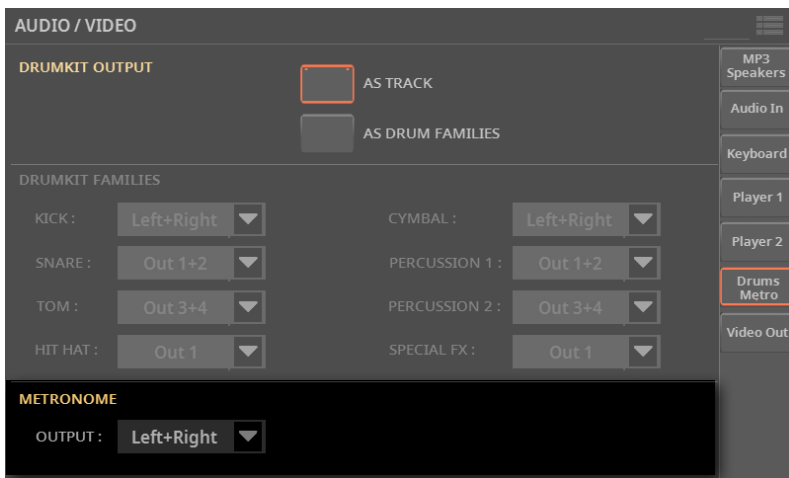 AUDIO / VIDEO
DRUMKIT OUTPUT
AS TRACK
AS DRUM FAMILIES
DRUMKIT FAMILIES
KICK : Left+Right CYMBAL : Left+Right
SNARE : Out 1+2 PERCUSSION 1 : Out 1+2
TOM : Out 3+4 PERCUSSION 2 : Out 3+4
HIT HAT : Out 1 SPECIAL FX : Out 1
METRONOME
OUTPUT : Left+Right
MP3
Speakers
Audio In
Keyboard
Player 1
Player 2
Drums
Metro
Video Out